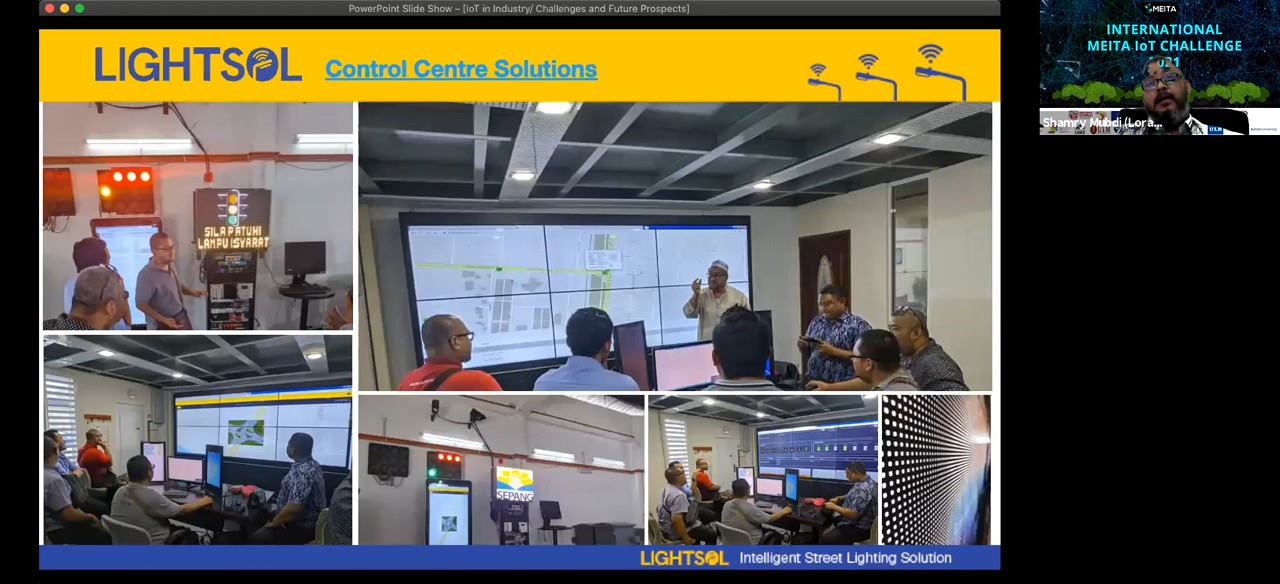 PowerPoint Slide Show – [IoT in Industry/ Challenges and Future Prospects]
LIGHTSOL
Control Centre Solutions
MEITA
INTERNATIONAL
MEITA IoT CHALLENGE
2021
Shamry Mubdi (Lora...
SILA PATUHI
LAMPU ISYARAT
SEPANG
LIGHTSOL Intelligent Street Lighting Solution